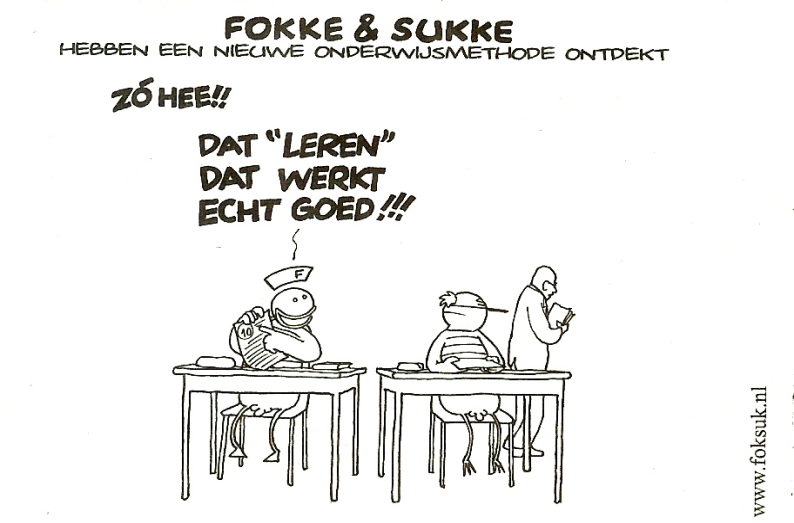 FOKKE & SUKKE
HEBBEN EEN NIEUWE ONDERWIJSMETHODE ONTDEKT
ZÓ HEE!!
DAT "LEREN"
DAT WERKT
ECHT GOED!!!
F
10
www.foksuk.nl